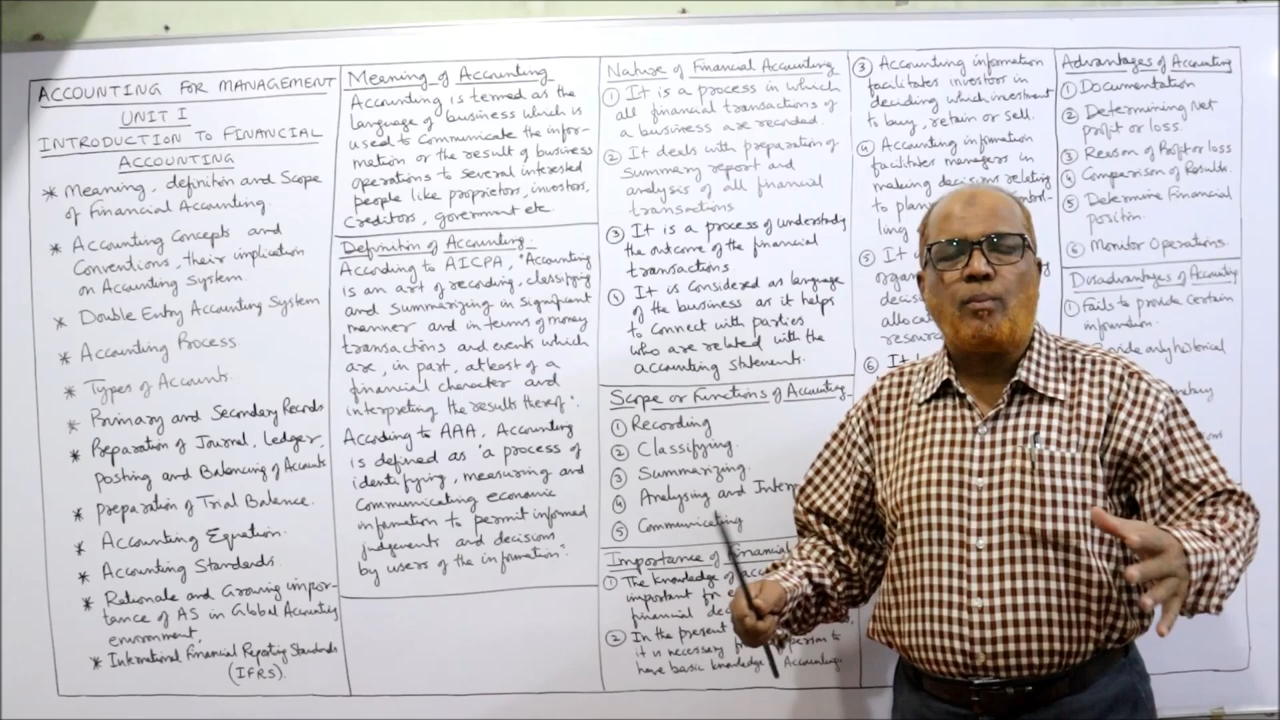 ACCOUNTING FOR MANAGEMENT
UNIT I
INTRODUCTION TO FINANCIAL
ACCOUNTING
* Meaning, definition and Scope
of Financial Accounting.
* Accounting Concepts and
Conventions, their implication
on Accounting System.
* Double Entry Accounting System
* Accounting Process.
* Types of Accounts.
* Primary and Secondary Records
* Preparation of Journal, Ledger,
Posting and Balancing of Accounts
* Preparation of Trial Balance.
* Accounting Equation.
* Accounting Standards.
* Rationale and Growing impor-
tance of AS in Global Accounting
environment,
* International Financial Reporting Standards
(IFRS).
Meaning of Accounting
Accounting is termed as the
language of business which is
used to communicate the infor-
mation or the result of business
operations to several interested
people like proprietors, investors,
Creditors, government etc.
Definition of Accounting.
According to AICPA, "Accounting
is an art of recording, classifying
and summarizing in significant
manner and in terms of money
transactions and events which
are, in part, at least of a
financial character and
interpreting the results thereof".
According to AAA, Accounting
is defined as "a process of
identifying, measuring and
communicating economic
information to permit informed
judgments and decisions
by users of the information".
Nature of Financial Accounting
① It is a process in which
all financial transactions of
a business are recorded.
② It deals with preparation of
summary report and
analysis of all financial
transactions
③ It is a process of understanding
the outcome of the financial
transactions.
④ It is considered as language
of the business as it helps
to connect with parties
who are related with the
accounting statements.
Scope or Functions of Accounting
① Recording
② Classifying.
③ Summarizing.
④ Analysing and
⑤ Communicating
Importance of Financial
① The knowledge of
important for
financial
② In the present
it is necessary person to
have basic knowledge Accounting.
③ Accounting information
facilitates investor in
deciding which investment
to buy, retain or sell.
④ Accounting information
facilitates managers in
making decisions relating
to
ling
⑤ It
⑥ It
Advantages of Accounting
① Documentation
② Determining Net
profit or loss.
③ Reason of Profit or loss
④ Comparison of Results.
⑤ Determine Financial
position.
⑥ Monitor Operations.
Disadvantages of Accounting
① Fails to provide Certain
information.
only historical